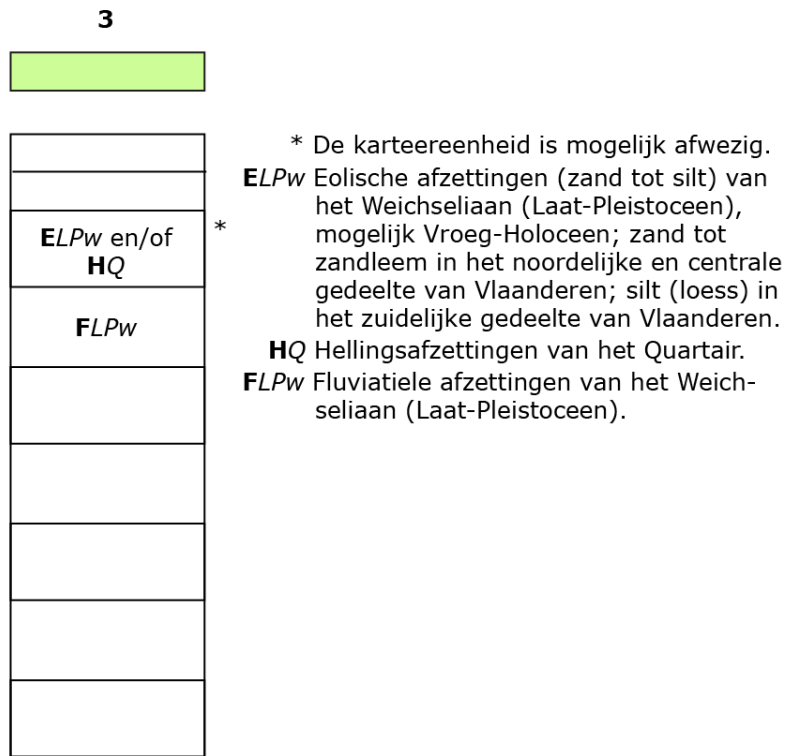 3
ELPw en/of
HQ
*
FLPw
* De karteereenheid is mogelijk afwezig.
ELPw Eolische afzettingen (zand tot silt) van
het Weichseliaan (Laat-Pleistoceen),
mogelijk Vroeg-Holoceen; zand tot
zandleem in het noordelijke en centrale
gedeelte van Vlaanderen; silt (loess) in
het zuidelijke gedeelte van Vlaanderen.
HQ Hellingsafzettingen van het Quartair.
FLPw Fluviatiele afzettingen van het Weich-
seliaan (Laat-Pleistoceen).